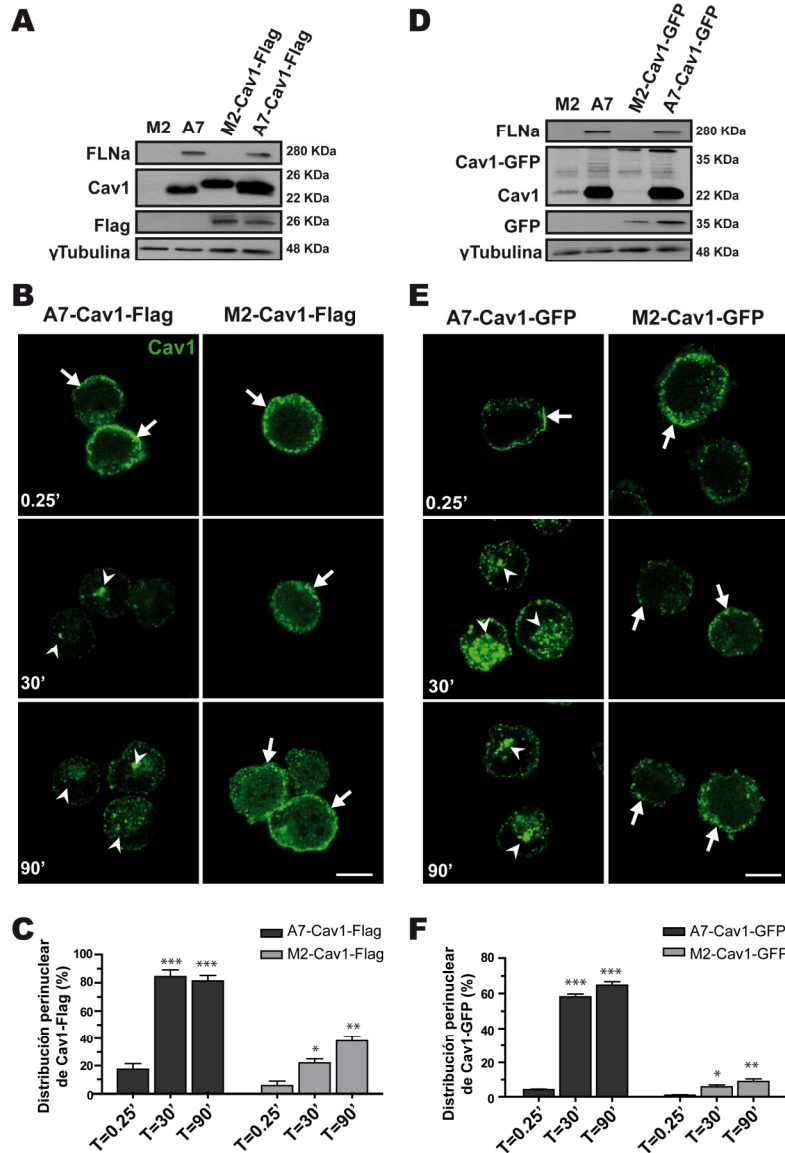 A
M2 A7 M2-Cav1-Flag A7-Cav1-Flag
FLNa 280 KDa
Cav1 26 KDa
22 KDa
Flag 26 KDa
γTubulina 48 KDa
B
A7-Cav1-Flag M2-Cav1-Flag
Cav1
0.25'
30'
90'
C
A7-Cav1-Flag
M2-Cav1-Flag
Distribución perinuclear
de Cav1-Flag (%)
100
80
60
40
20
0
*** *** * **
T=0.25' T=30' T=90' T=0.25' T=30' T=90'
D
M2 A7 M2-Cav1-GFP A7-Cav1-GFP
FLNa 280 KDa
Cav1-GFP 35 KDa
Cav1 22 KDa
GFP 35 KDa
γTubulina 48 KDa
E
A7-Cav1-GFP M2-Cav1-GFP
0.25'
30'
90'
F
A7-Cav1-GFP
M2-Cav1-GFP
Distribución perinuclear
de Cav1-GFP (%)
80
60
40
20
0
*** *** * **
T=0.25' T=30' T=90' T=0.25' T=30' T=90'